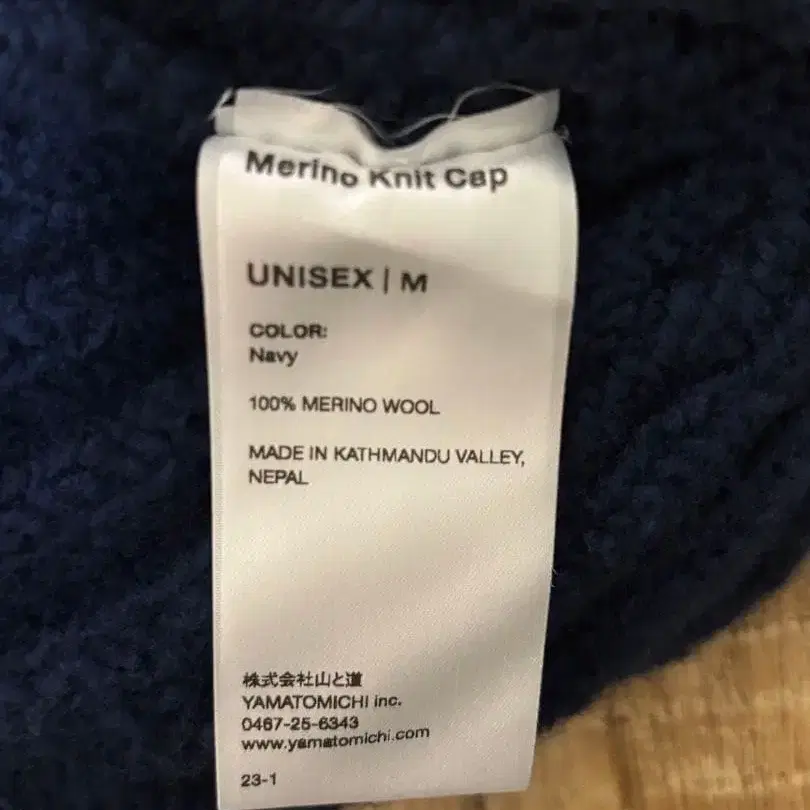 Merino Knit Cap
UNISEX | M
COLOR:
Navy
100% MERINO WOOL
MADE IN KATHMANDU VALLEY,
NEPAL
株式会社山と道
YAMATOMICHI inc.
0467-25-6343
www.yamatomichi.com
23-1